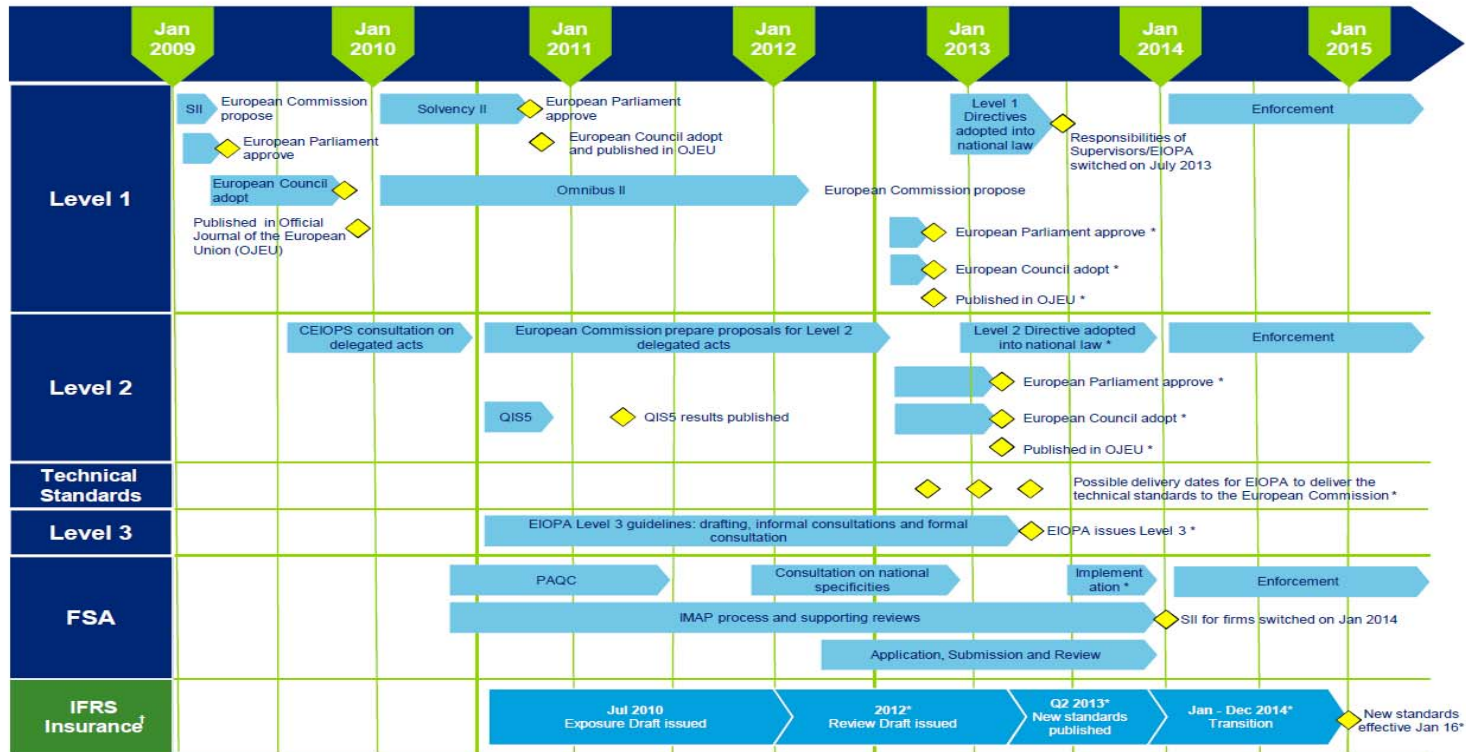 Jan
2009
Jan
2010
Jan
2011
Jan
2012
Jan
2013
Jan
2014
Jan
2015
Level 1
SII
European Commission
propose
European Parliament
approve
European Council
adopt
Published in Official
Journal of the European
Union (OJEU)
Solvency II
European Parliament
approve
European Council adopt
and published in OJEU
Omnibus II
European Commission propose
Level 1
Directives
adopted into
national law
Responsibilities of
Supervisors/EIOPA
switched on July 2013
Enforcement
European Parliament approve *
European Council adopt *
Published in OJEU *
Level 2
CEIOPS consultation on
delegated acts
European Commission prepare proposals for Level 2
delegated acts
Level 2 Directive adopted
into national law *
Enforcement
European Parliament approve *
QIS5
QIS5 results published
European Council adopt *
Published in OJEU *
Technical
Standards
Possible delivery dates for EIOPA to deliver the
technical standards to the European Commission *
Level 3
EIOPA Level 3 guidelines: drafting, informal consultations and formal
consultation
EIOPA issues Level 3 *
FSA
PAQC
Consultation on national
specificities
Implement
ation *
Enforcement
IMAP process and supporting reviews
SII for firms switched on Jan 2014
Application, Submission and Review
IFRS
Insurance†
Jul 2010
Exposure Draft issued
2012*
Review Draft issued
Q2 2013*
New standards
published
Jan - Dec 2014*
Transition
New standards
effective Jan 16*